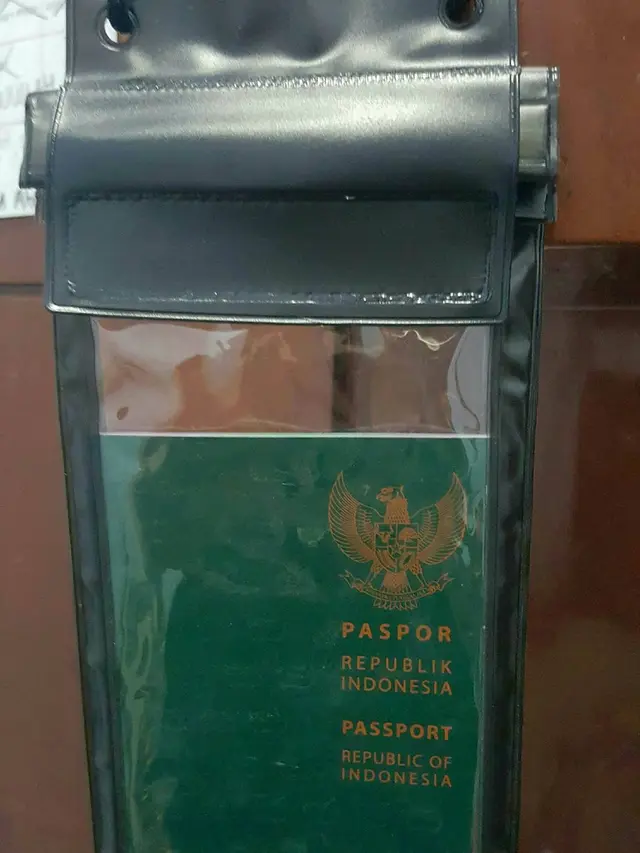 PASPOR
REPUBLIK
INDONESIA
PASSPORT
REPUBLIC OF
INDONESIA